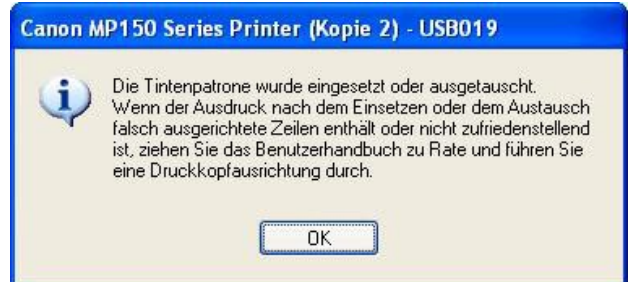 Canon MP150 Series Printer (Kopie 2) - USB019
Die Tintenpatrone wurde eingesetzt oder ausgetauscht.
Wenn der Ausdruck nach dem Einsetzen oder dem Austausch
falsch ausgerichtete Zeilen enthält oder nicht zufriedenstellend
ist, ziehen Sie das Benutzerhandbuch zu Rate und führen Sie
eine Druckkopfausrichtung durch.
OK